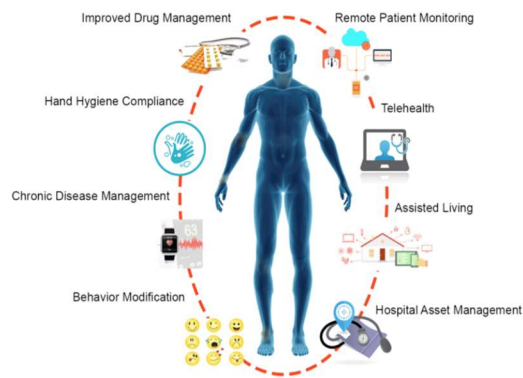 Improved Drug Management
Remote Patient Monitoring
Hand Hygiene Compliance
Telehealth
Chronic Disease Management
63
Assisted Living
Behavior Modification
Hospital Asset Management